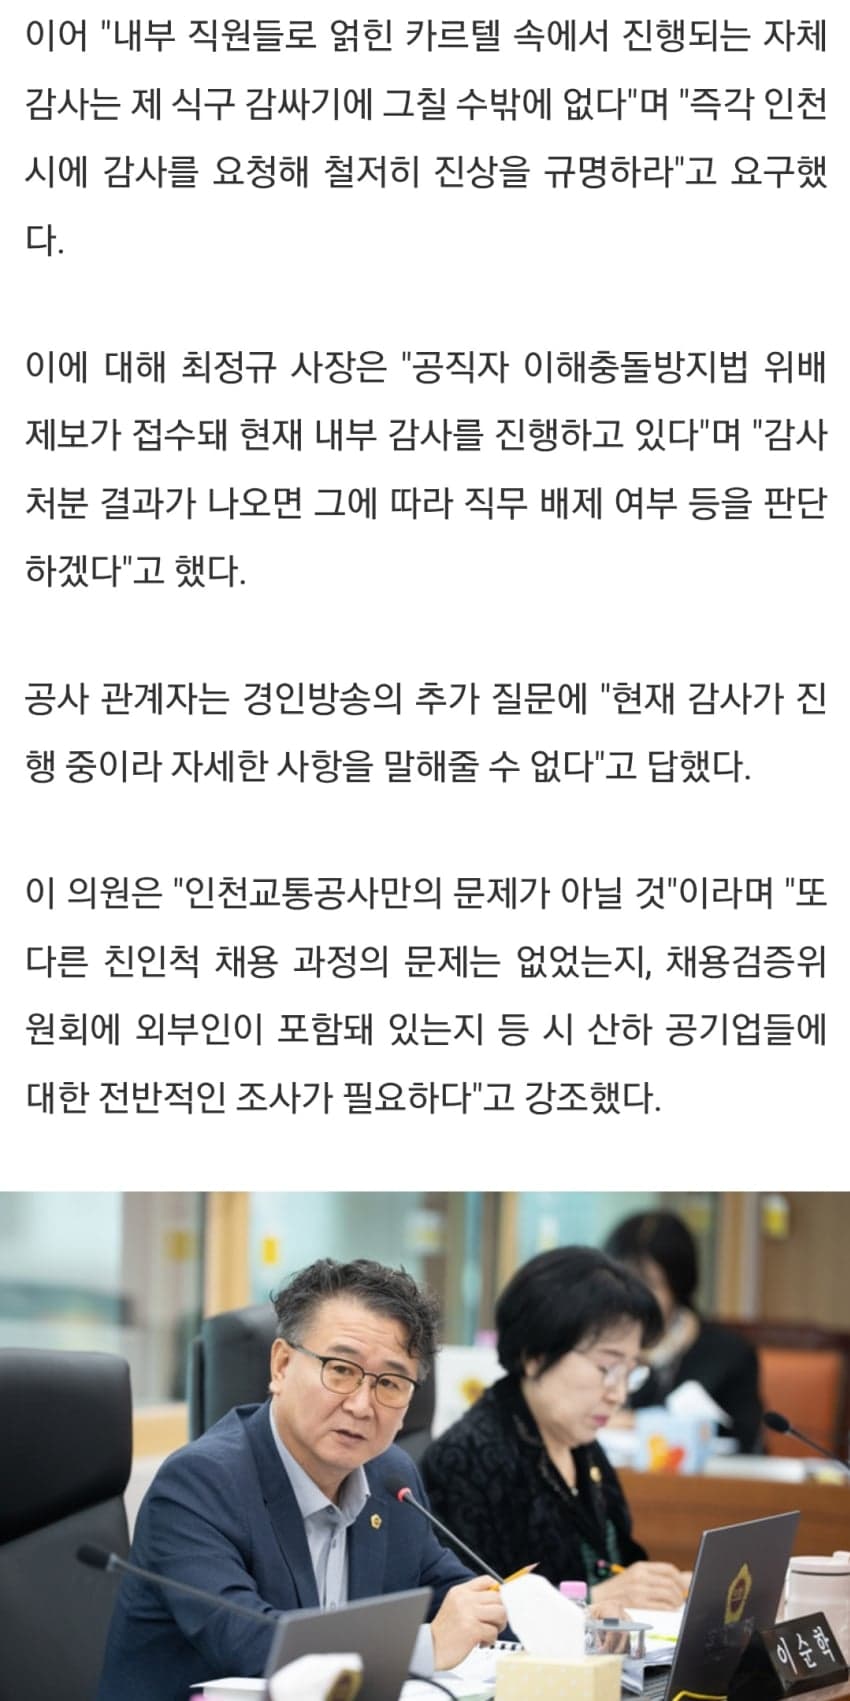 이어 "내부 직원들로 얽힌 카르텔 속에서 진행되는 자체
감사는 제 식구 감싸기에 그칠 수밖에 없다"며 "즉각 인천
시에 감사를 요청해 철저히 진상을 규명하라"고 요구했
다.
이에 대해 최정규 사장은 "공직자 이해충돌방지법 위배
제보가 접수돼 현재 내부 감사를 진행하고 있다"며 "감사
처분 결과가 나오면 그에 따라 직무 배제 여부 등을 판단
하겠다"고 했다.
공사 관계자는 경인방송의 추가 질문에 "현재 감사가 진
행 중이라 자세한 사항을 말해줄 수 없다"고 답했다.
이 의원은 "인천교통공사만의 문제가 아닐 것"이라며 "또
다른 친인척 채용 과정의 문제는 없었는지, 채용검증위
원회에 외부인이 포함돼 있는지 등 시 산하 공기업들에
대한 전반적인 조사가 필요하다"고 강조했다.
이순학